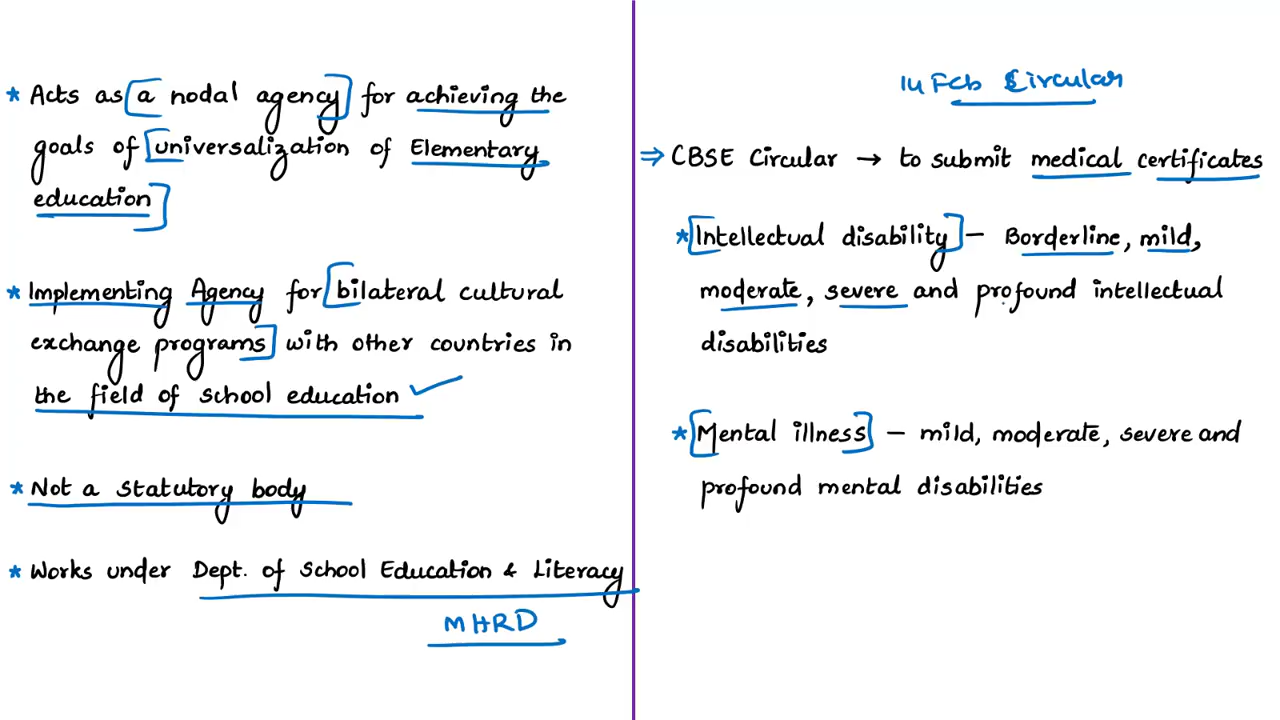 * Acts as a nodal agency for achieving the
goals of universalization of Elementary
education
* Implementing Agency for bilateral cultural
exchange programs with other countries in
the field of school education ✓
* Not a statutory body
* Works under Dept. of School Education & Literacy
MHRD
14 Feb Circular
⇒ CBSE Circular → to submit medical certificates
* Intellectual disability – Borderline, mild,
moderate, severe and profound intellectual
disabilities
* Mental illness – mild, moderate, severe and
profound mental disabilities